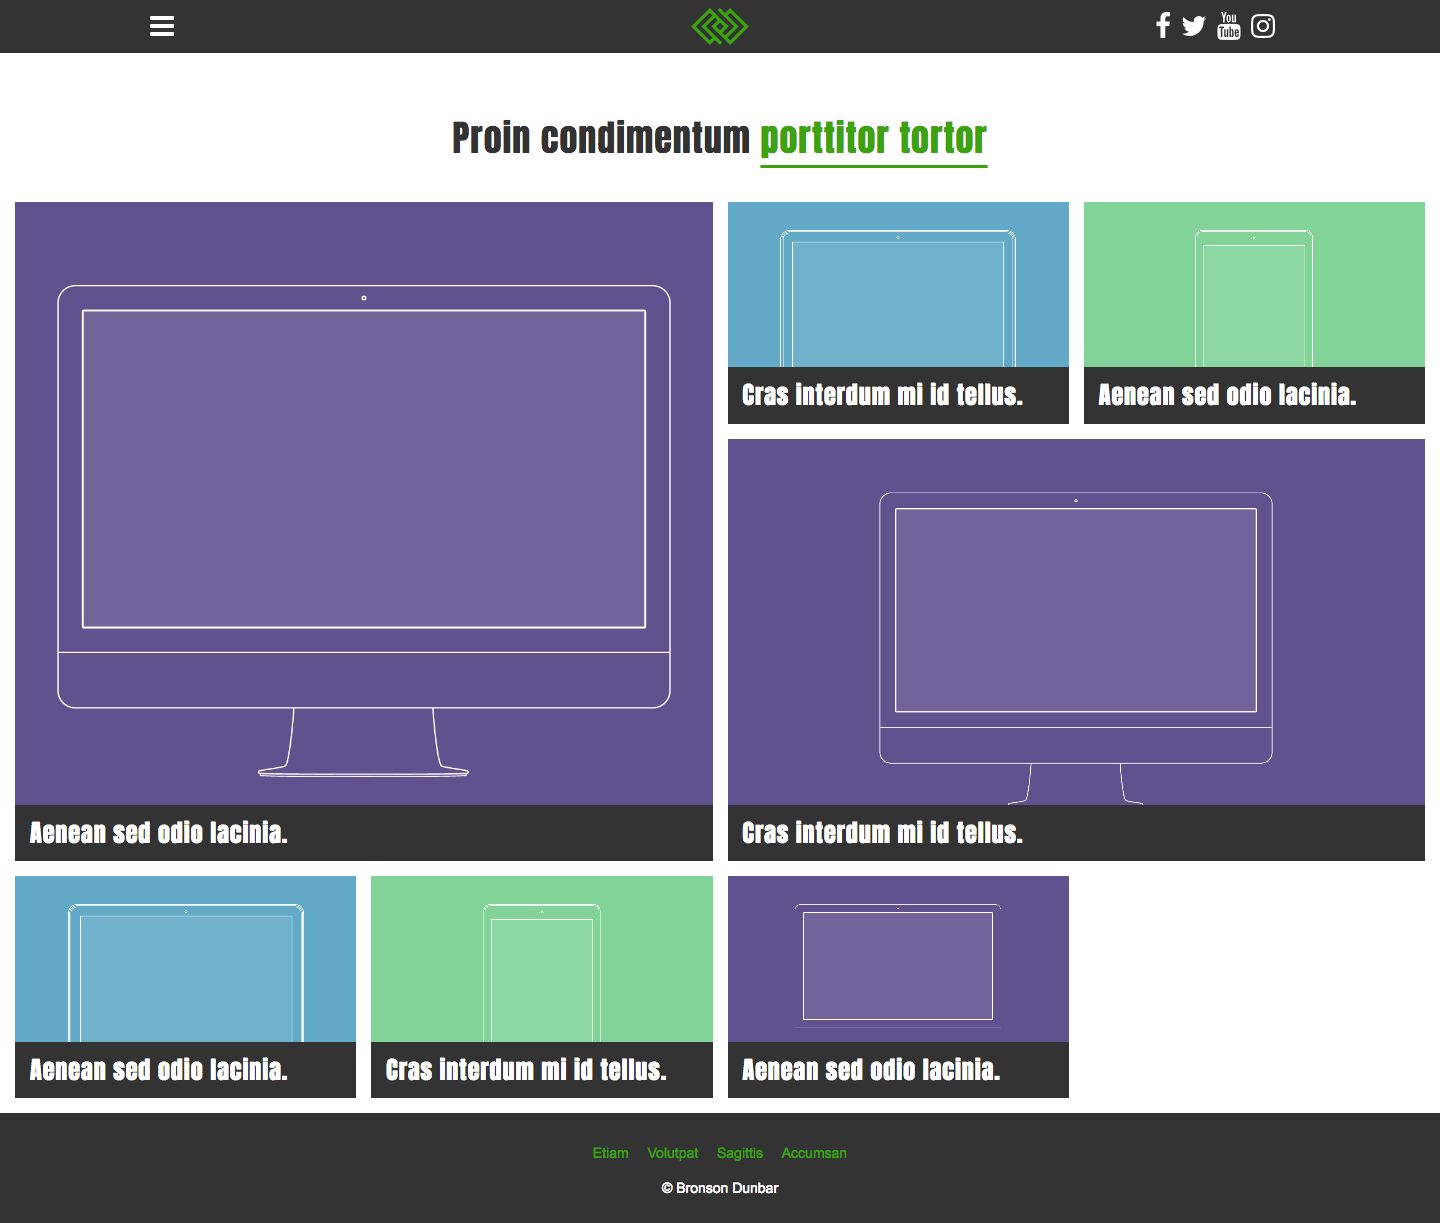 You
Tube
Proin condimentum porttitor tortor
Cras interdum mi id tellus.
Aenean sed odio lacinia.
Aenean sed odio lacinia.
Cras interdum mi id tellus.
Aenean sed odio lacinia.
Cras interdum mi id tellus.
Aenean sed odio lacinia.
Etiam Volutpat Sagittis Accumsan
© Bronson Dunbar